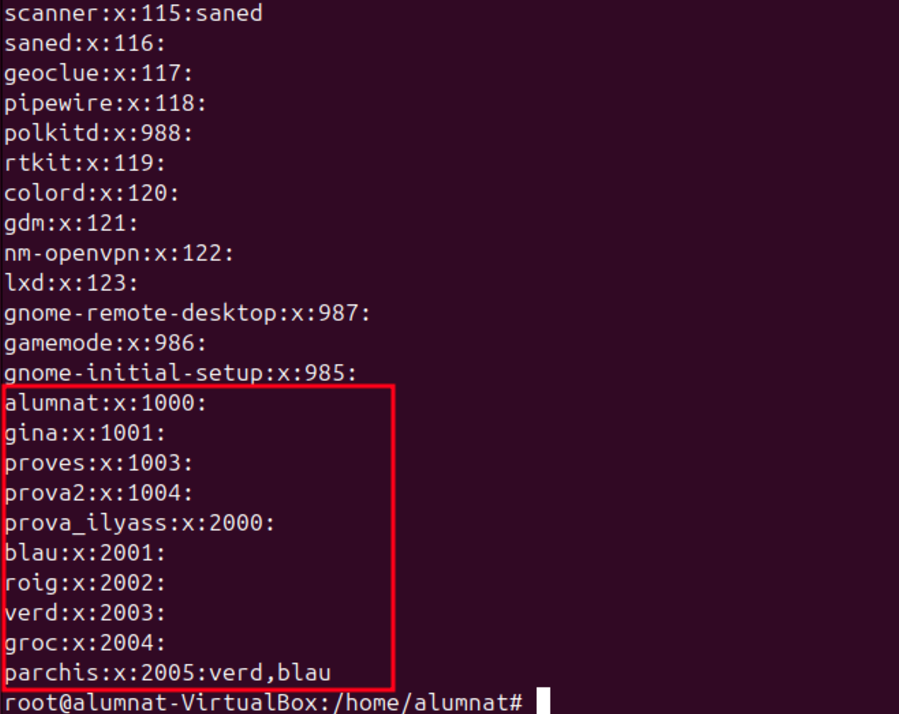 scanner:x:115:saned
saned:x:116:
geoclue:x:117:
pipewire:x:118:
polkitd:x:988:
rtkit:x:119:
colord:x:120:
gdm:x:121:
nm-openvpn:x:122:
lxd:x:123:
gnome-remote-desktop:x:987:
gamemode:x:986:
gnome-initial-setup:x:985:
alumnat:x:1000:
gina:x:1001:
proves:x:1003:
prova2:x:1004:
prova_ilyass:x:2000:
blau:x:2001:
roig:x:2002:
verd:x:2003:
groc:x:2004:
parchis:x:2005:verd,blau
root@alumnat-VirtualBox:/home/alumnat#